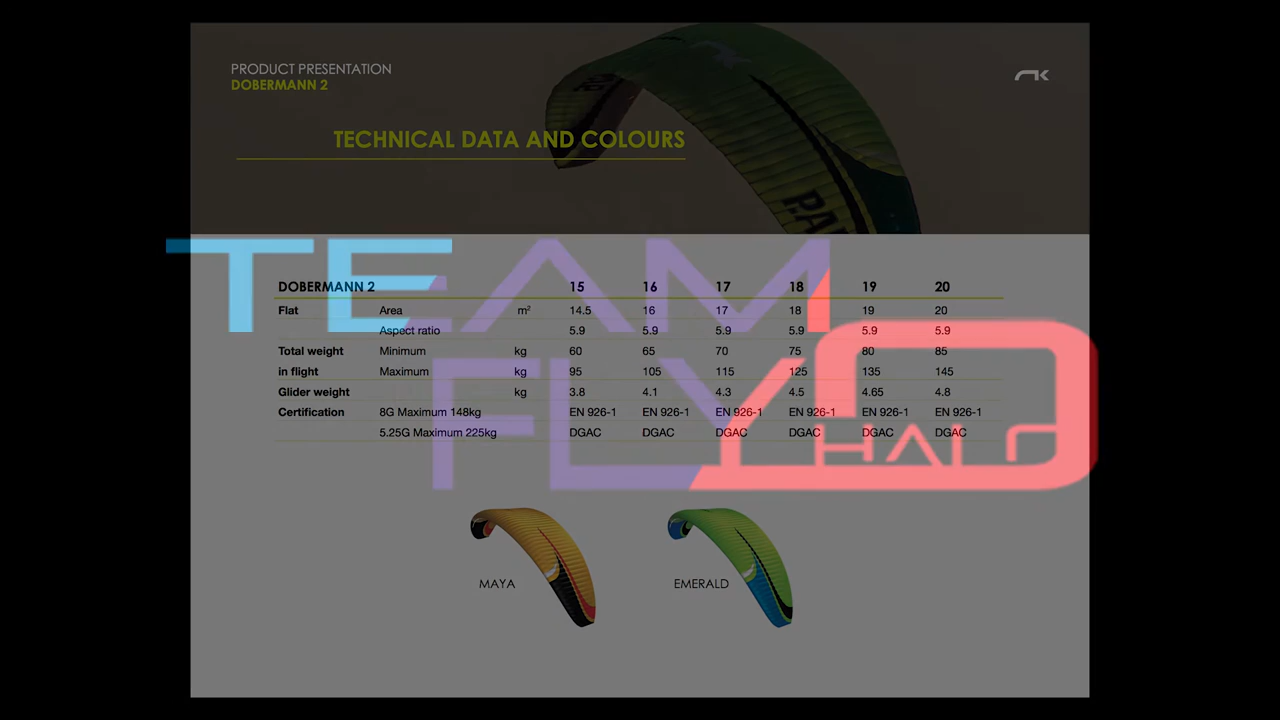 PRODUCT PRESENTATION
DOBERMANN 2
TECHNICAL DATA AND COLOURS
PAR
TEAM
FLY
HALO
DOBERMANN 2 15 16 17 18 19 20
Flat Area m² 14.5 16 17 18 19 20
Aspect ratio 5.9 5.9 5.9 5.9 5.9 5.9
Total weight Minimum kg 60 65 70 75 80 85
in flight Maximum kg 95 105 115 125 135 145
Glider weight kg 3.8 4.1 4.3 4.5 4.65 4.8
Certification 8G Maximum 148kg EN 926-1 EN 926-1 EN 926-1 EN 926-1 EN 926-1 EN 926-1
5.25G Maximum 225kg DGAC DGAC DGAC DGAC DGAC DGAC
MAYA
EMERALD